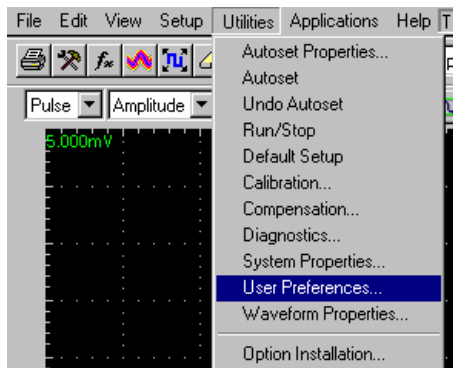 File Edit View Setup Utilities Applications Help T
Pulse Amplitude
5.000mV
Autoset Properties...
Autoset
Undo Autoset
Run/Stop
Default Setup
Calibration...
Compensation...
Diagnostics...
System Properties...
User Preferences...
Waveform Properties...
Option Installation...